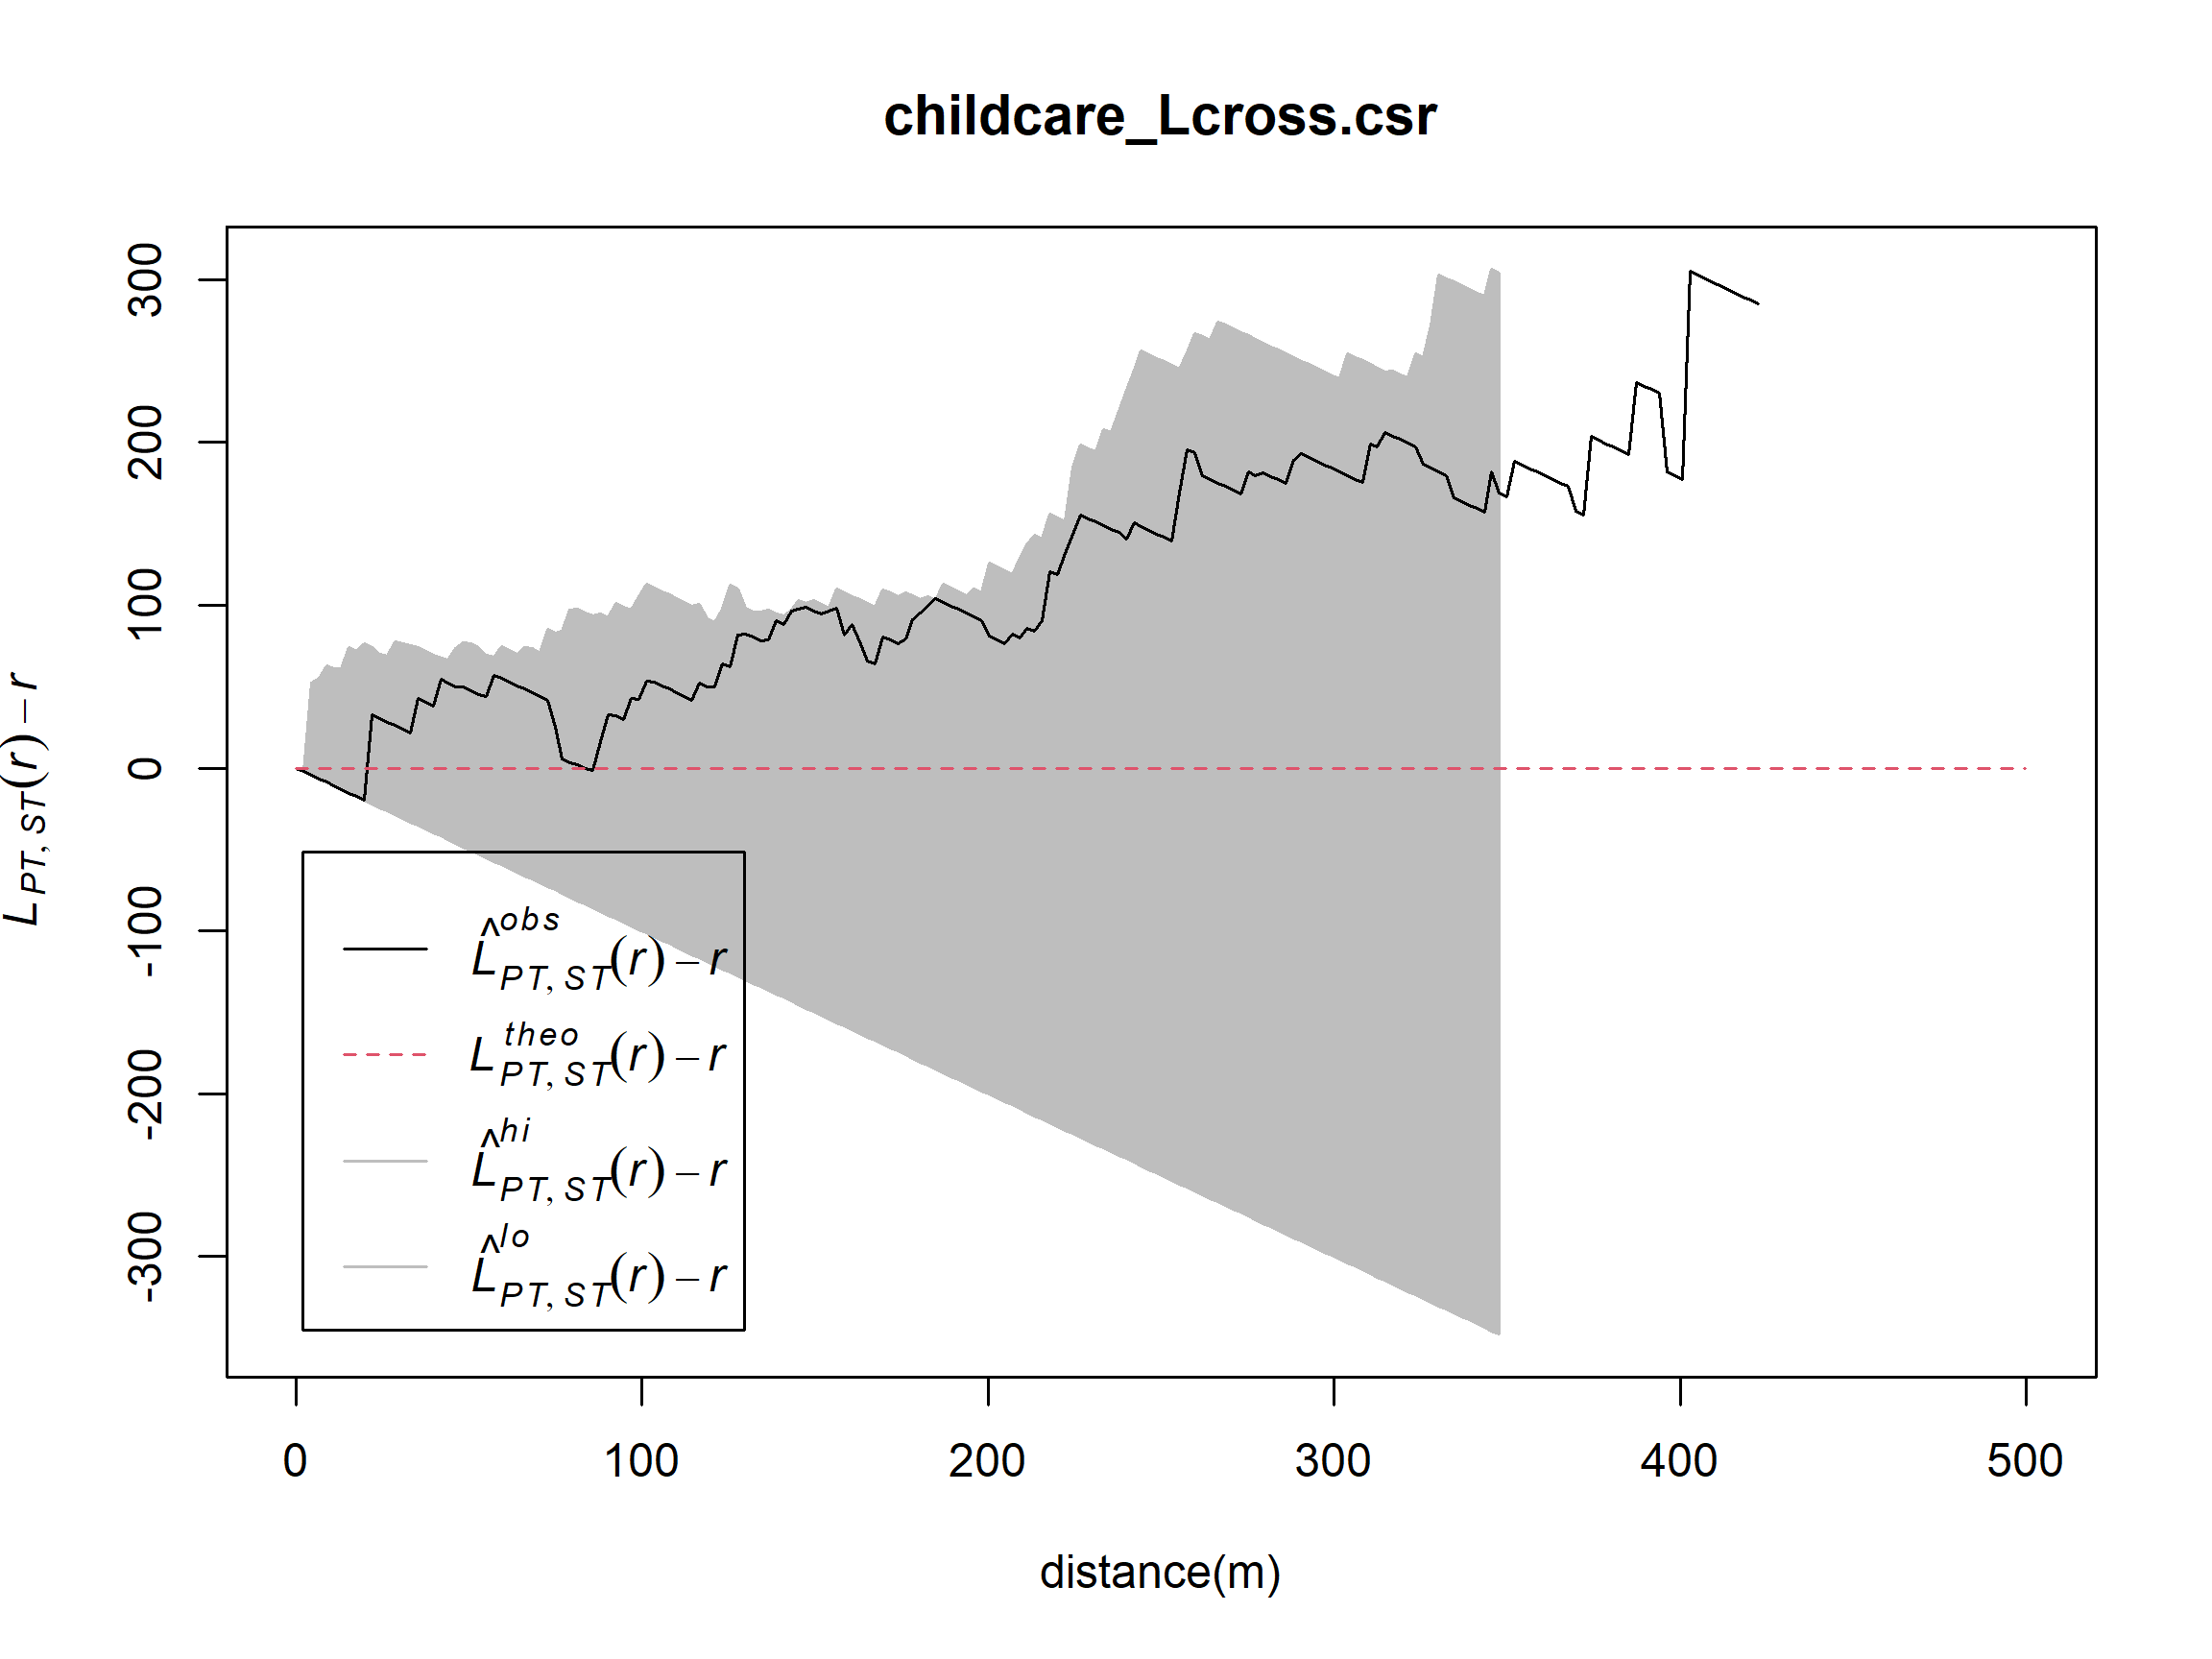 childcare_Lcross.csr
L_{PT, ST}(r) – r
300
200
100
0
-100
-200
-300
L̂^{obs}_{PT, ST}(r) – r
L^{theo}_{PT, ST}(r) – r
L̂^{hi}_{PT, ST}(r) – r
L̂^{lo}_{PT, ST}(r) – r
0 100 200 300 400 500
distance(m)